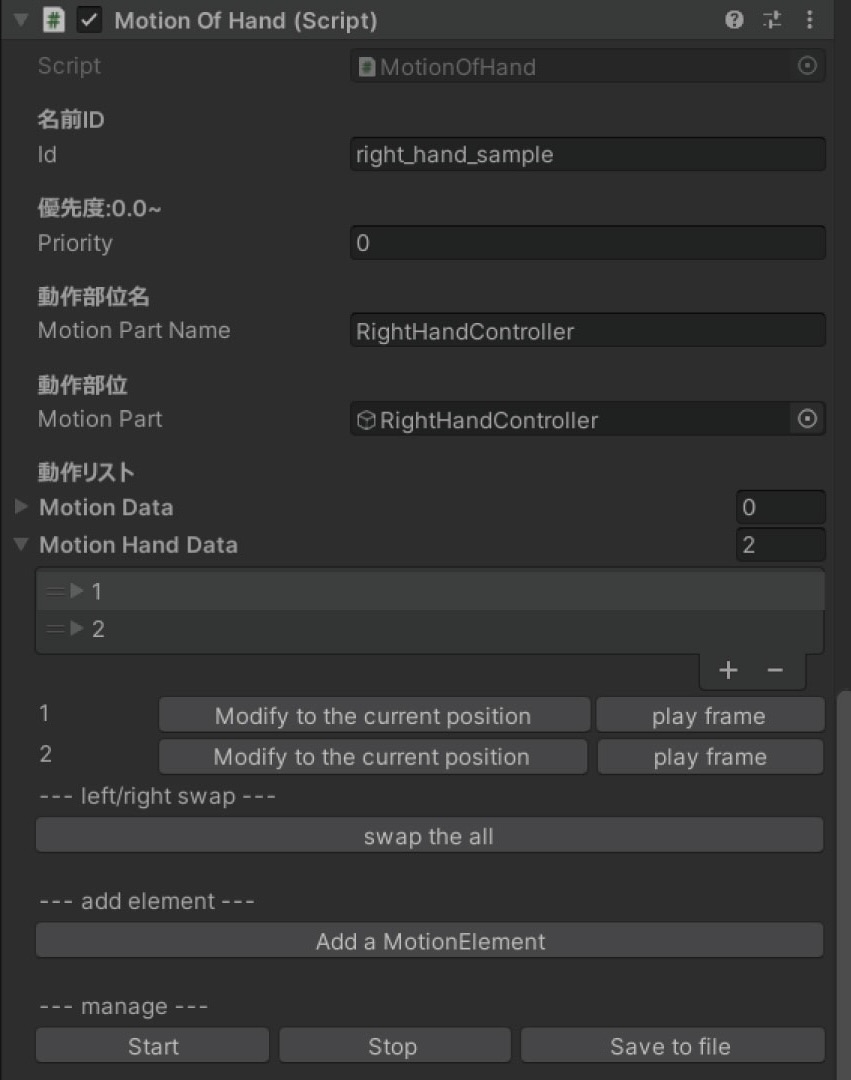 Motion Of Hand (Script)
Script MotionOfHand
名前ID
Id right_hand_sample
優先度:0.0~
Priority 0
動作部位名
Motion Part Name RightHandController
動作部位
Motion Part RightHandController
動作リスト
Motion Data 0
Motion Hand Data 2
1
2
+ −
1 Modify to the current position play frame
2 Modify to the current position play frame
--- left/right swap ---
swap the all
--- add element ---
Add a MotionElement
--- manage ---
Start Stop Save to file